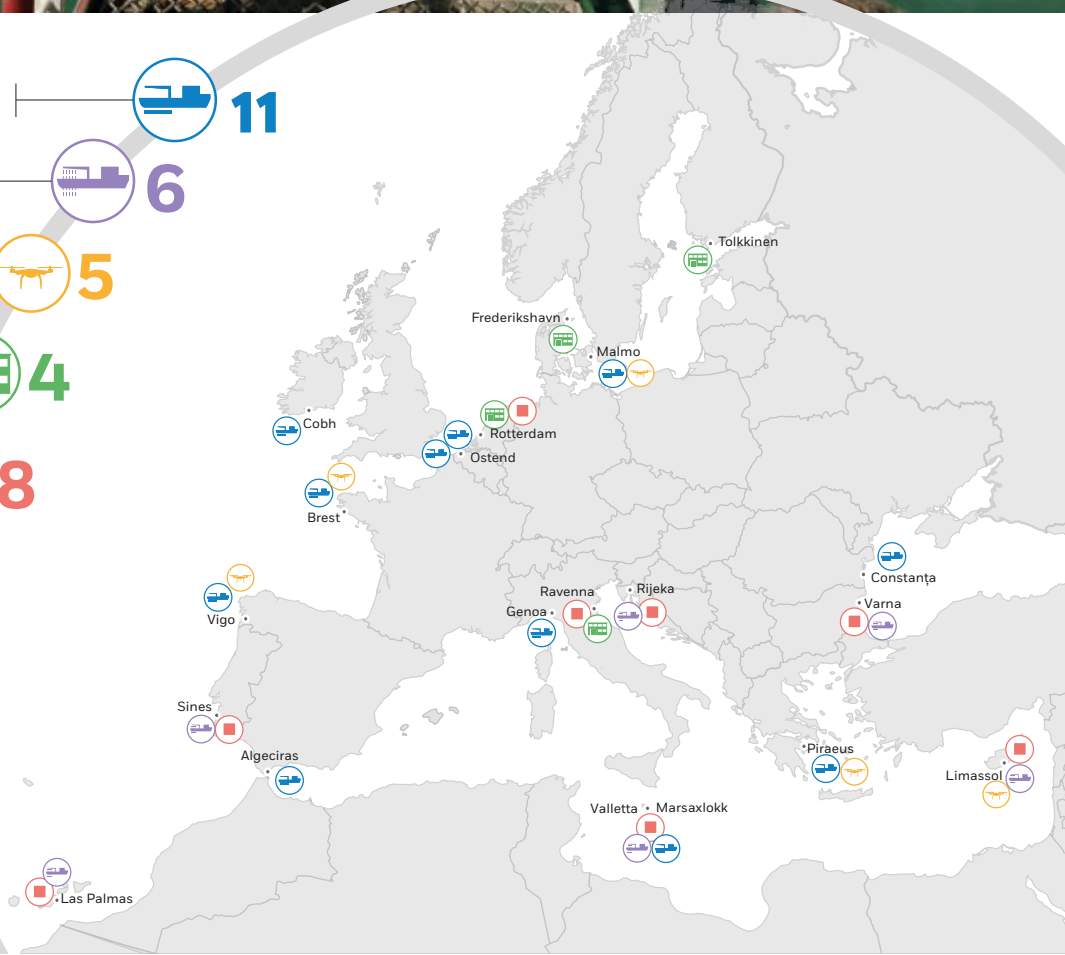 11
6
5
4
8
Tolkkinen
Frederikshavn
Malmo
Cobh
Rotterdam
Ostend
Brest
Constanța
Ravenna
Rijeka
Varna
Genoa
Vigo
Sines
Algeciras
Piraeus
Limassol
Valletta
Marsaxlokk
Las Palmas